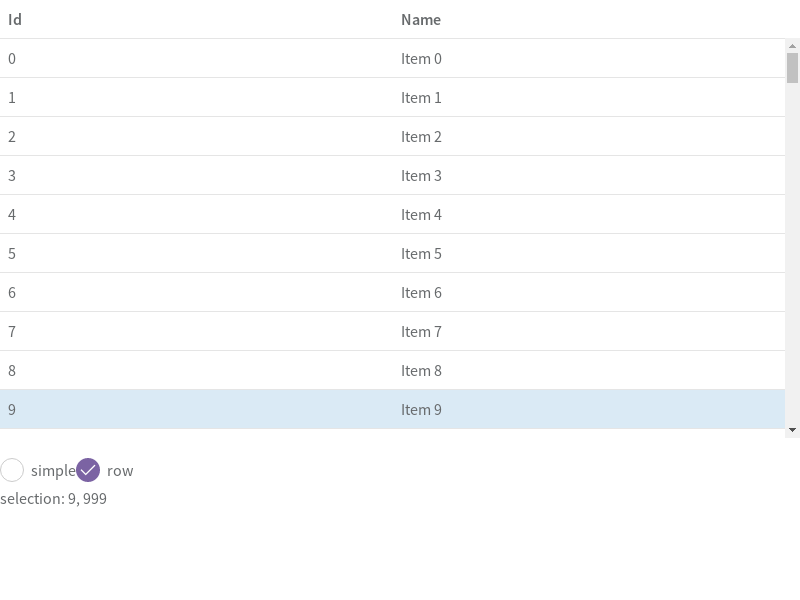 Id Name
0 Item 0
1 Item 1
2 Item 2
3 Item 3
4 Item 4
5 Item 5
6 Item 6
7 Item 7
8 Item 8
9 Item 9
simple row
selection: 9, 999